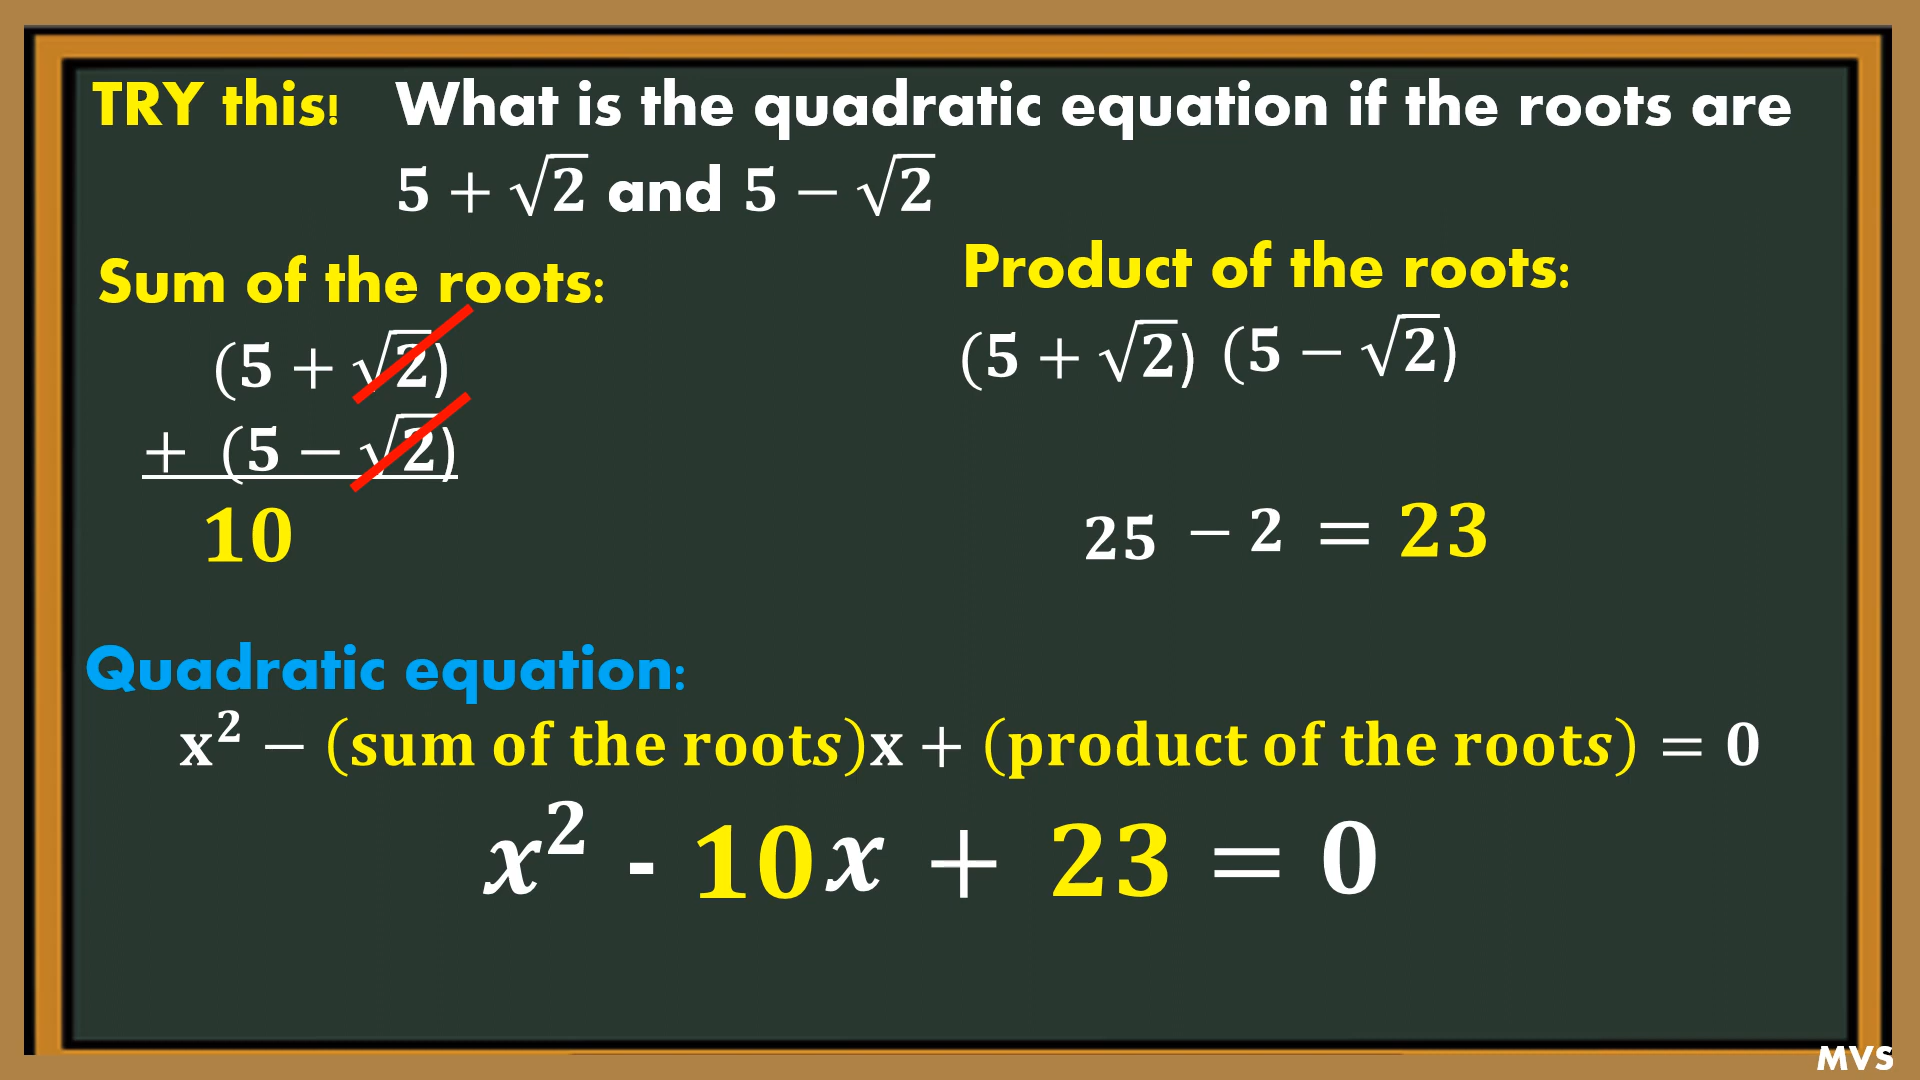 TRY this! What is the quadratic equation if the roots are
5 + √2 and 5 − √2
Sum of the roots:
(5 + √2)
+ (5 − √2)
10
Product of the roots:
(5 + √2) (5 − √2)
25 − 2 = 23
Quadratic equation:
x² − (sum of the roots)x + (product of the roots) = 0
x² - 10x + 23 = 0
MVS